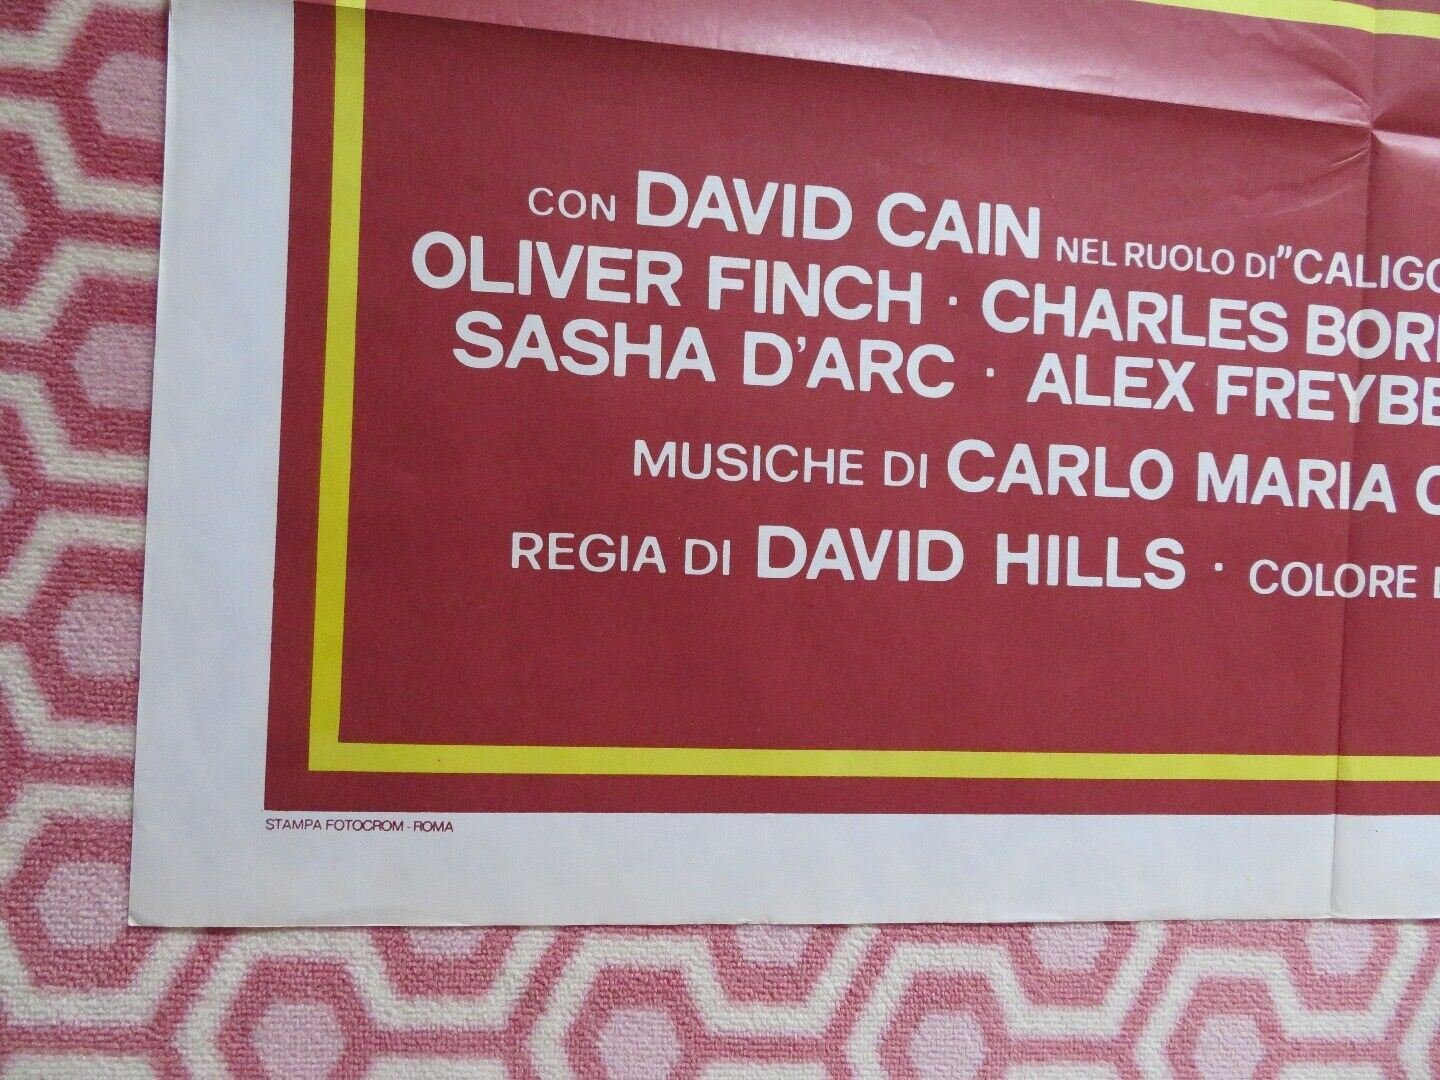 CON DAVID CAIN NEL RUOLO DI "CALIGO
OLIVER FINCH · CHARLES BOR
SASHA D'ARC · ALEX FREYBE
MUSICHE DI CARLO MARIA C
REGIA DI DAVID HILLS · COLORE
STAMPA FOTOCROM - ROMA